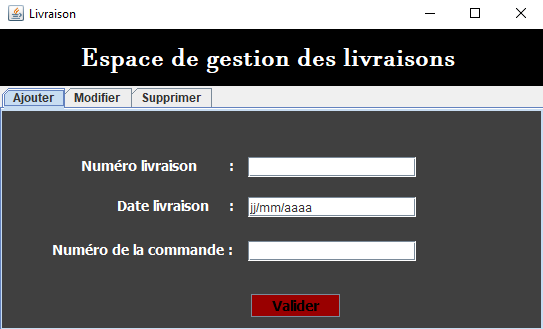 Livraison
Espace de gestion des livraisons
Ajouter Modifier Supprimer
Numéro livraison :
Date livraison : jj/mm/aaaa
Numéro de la commande :
Valider